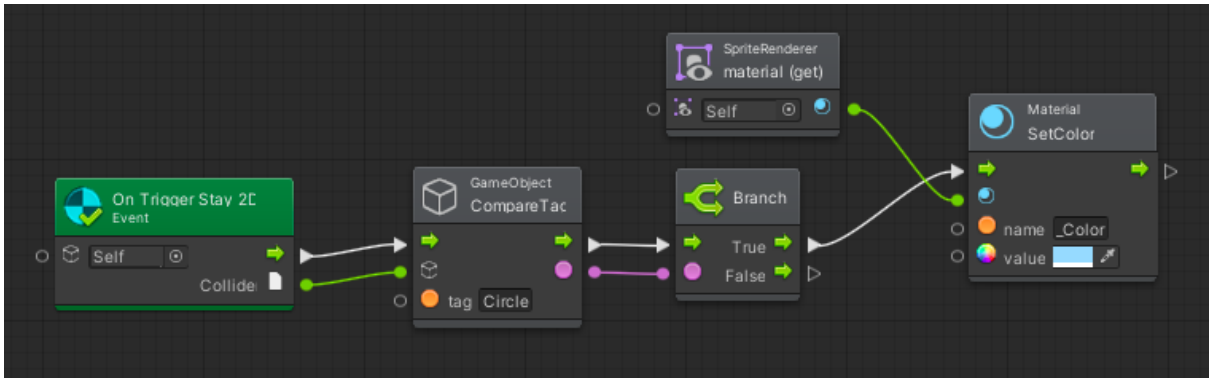 SpriteRenderer
material (get)
Self
Material
SetColor
name _Color
value
On Trigger Stay 2D
Event
Self
Collider
GameObject
CompareTag
tag Circle
Branch
True
False